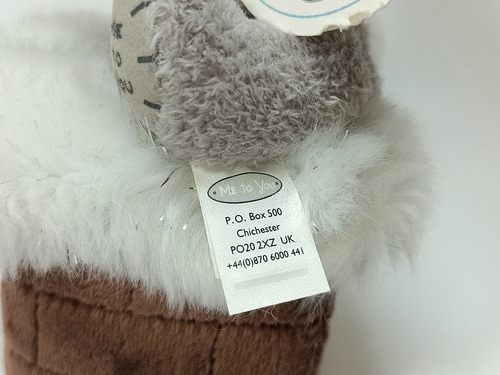 ME TO YOU
P.O. Box 500
Chichester
PO20 2XZ UK
+44(0)870 6000 441